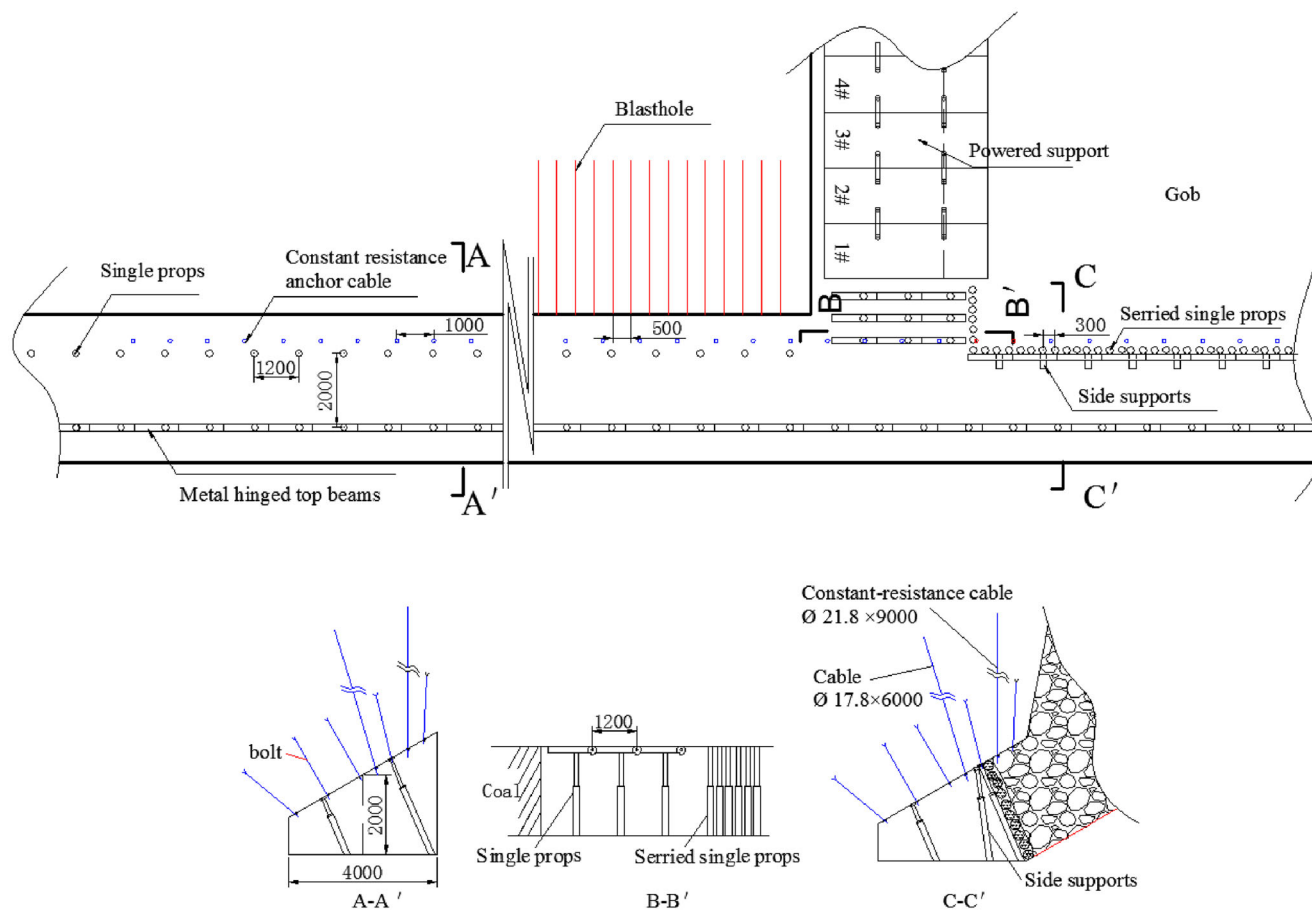 4#
3#
2#
1#
Blasthole
Powered support
Gob
Single props
Constant resistance
anchor cable
A
1000
500
B
B'
C
300
Serried single props
1200
2000
Side supports
Metal hinged top beams
A'
C'
Constant-resistance cable
Ø 21.8 ×9000
Cable
Ø 17.8×6000
bolt
2000
4000
A-A'
1200
Coal
Single props
Serried single props
B-B'
Side supports
C-C'